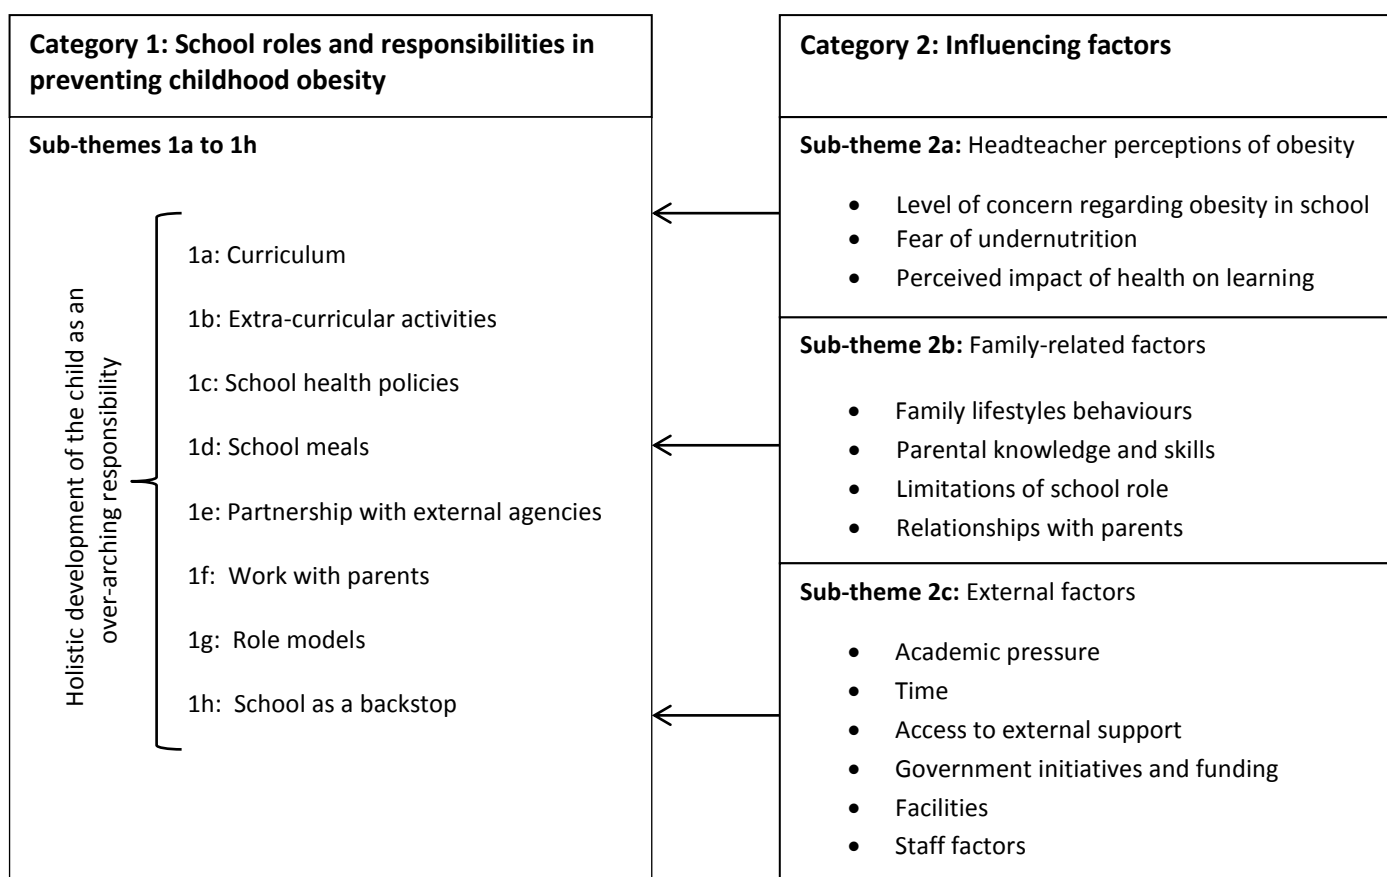 Category 1: School roles and responsibilities in
preventing childhood obesity
Sub-themes 1a to 1h
Holistic development of the child as an
over-arching responsibility
1a: Curriculum
1b: Extra-curricular activities
1c: School health policies
1d: School meals
1e: Partnership with external agencies
1f:  Work with parents
1g:  Role models
1h:  School as a backstop
Category 2: Influencing factors
Sub-theme 2a: Headteacher perceptions of obesity
• Level of concern regarding obesity in school
• Fear of undernutrition
• Perceived impact of health on learning
Sub-theme 2b: Family-related factors
• Family lifestyles behaviours
• Parental knowledge and skills
• Limitations of school role
• Relationships with parents
Sub-theme 2c: External factors
• Academic pressure
• Time
• Access to external support
• Government initiatives and funding
• Facilities
• Staff factors